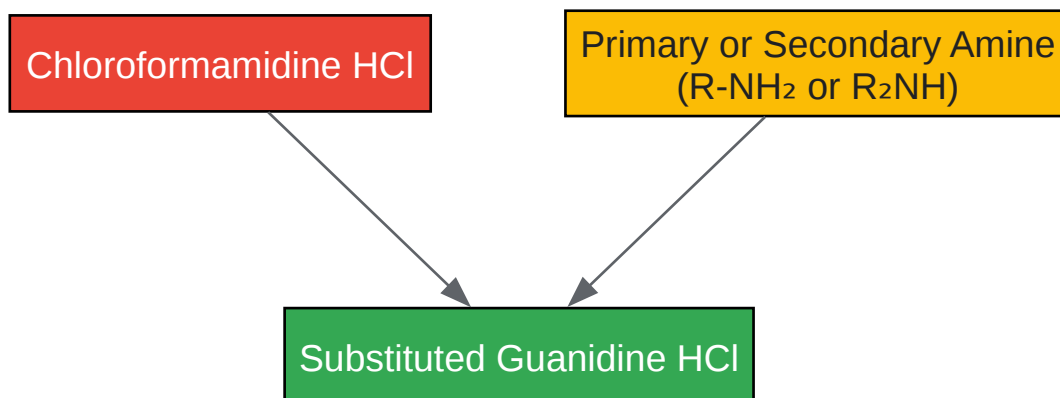 Chloroformamidine HCl
Primary or Secondary Amine
(R-NH₂ or R₂NH)
Substituted Guanidine HCl